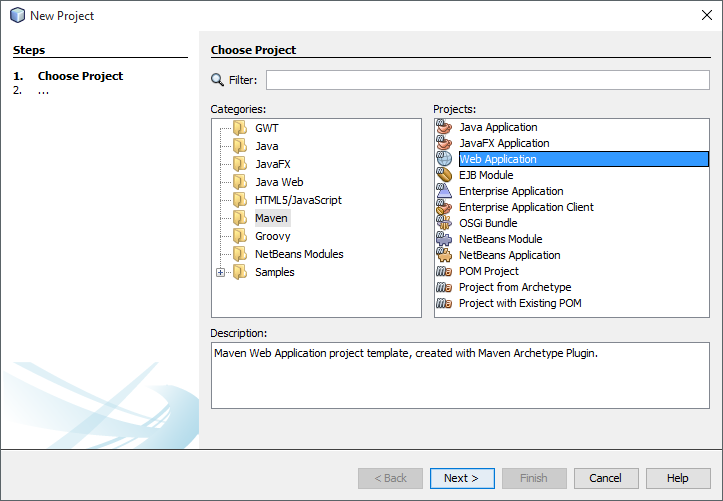 New Project
Steps
1. Choose Project
2. ...
Choose Project
Filter:
Categories:
GWT
Java
JavaFX
Java Web
HTML5/JavaScript
Maven
Groovy
NetBeans Modules
Samples
Projects:
Java Application
JavaFX Application
Web Application
EJB Module
Enterprise Application
Enterprise Application Client
OSGi Bundle
NetBeans Module
NetBeans Application
POM Project
Project from Archetype
Project with Existing POM
Description:
Maven Web Application project template, created with Maven Archetype Plugin.
< Back
Next >
Finish
Cancel
Help